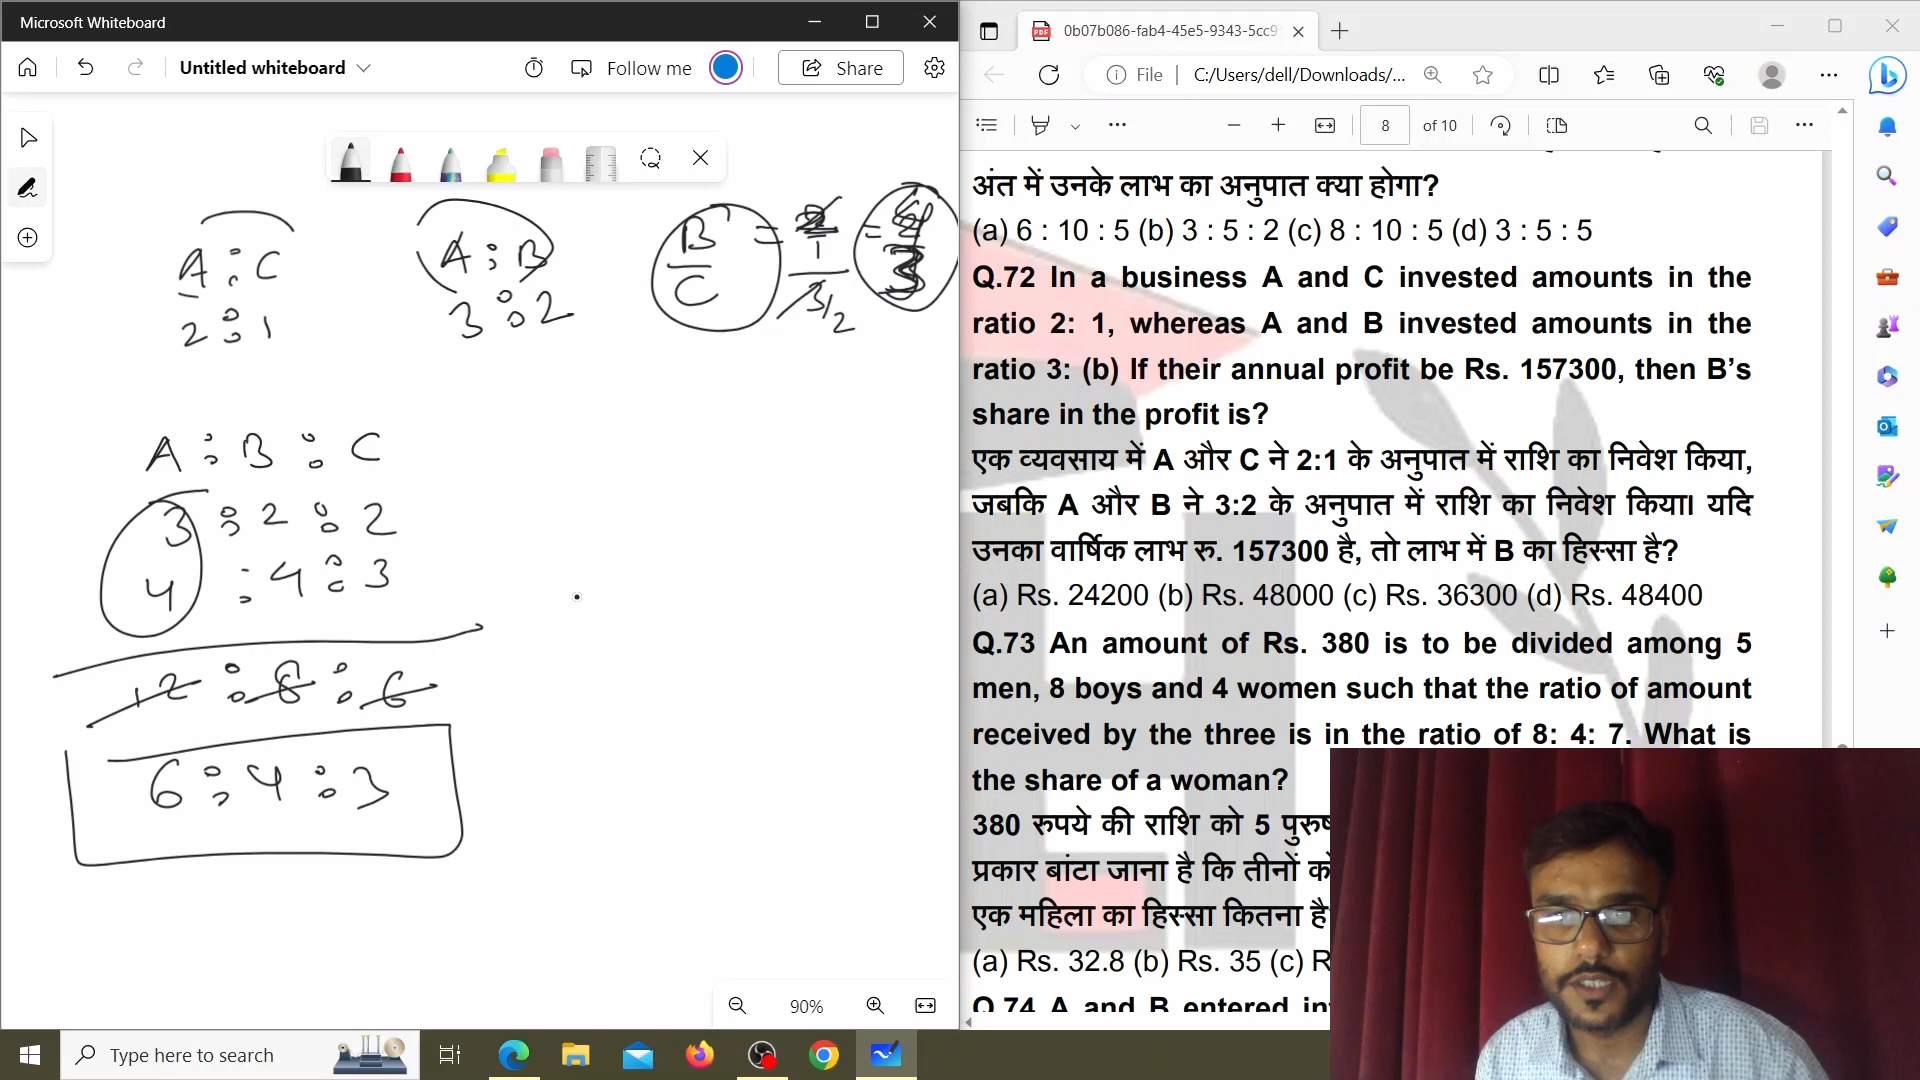 Microsoft Whiteboard
Untitled whiteboard
Follow me
Share
A : C
2 : 1
A : B
3 : 2
B
C
=
1
3/2
=
4
3
A : B : C
3 : 2 : 2
4 : 4 : 3
12 : 8 : 6
6 : 4 : 3
90%
0b07b086-fab4-45e5-9343-5cc9
File
C:/Users/dell/Downloads/...
8 of 10
अंत में उनके लाभ का अनुपात क्या होगा?
(a) 6 : 10 : 5 (b) 3 : 5 : 2 (c) 8 : 10 : 5 (d) 3 : 5 : 5
Q.72 In a business A and C invested amounts in the
ratio 2: 1, whereas A and B invested amounts in the
ratio 3: (b) If their annual profit be Rs. 157300, then B’s
share in the profit is?
एक व्यवसाय में A और C ने 2:1 के अनुपात में राशि का निवेश किया,
जबकि A और B ने 3:2 के अनुपात में राशि का निवेश किया। यदि
उनका वार्षिक लाभ रु. 157300 है, तो लाभ में B का हिस्सा है?
(a) Rs. 24200 (b) Rs. 48000 (c) Rs. 36300 (d) Rs. 48400
Q.73 An amount of Rs. 380 is to be divided among 5
men, 8 boys and 4 women such that the ratio of amount
received by the three is in the ratio of 8: 4: 7. What is
the share of a woman?
380 रुपये की राशि को 5
प्रकार बांटा जाना है कि तीनों
एक महिला का हिस्सा कितना है
(a) Rs. 32.8 (b) Rs. 35 (c)
Q.74 A and B entered
Type here to search